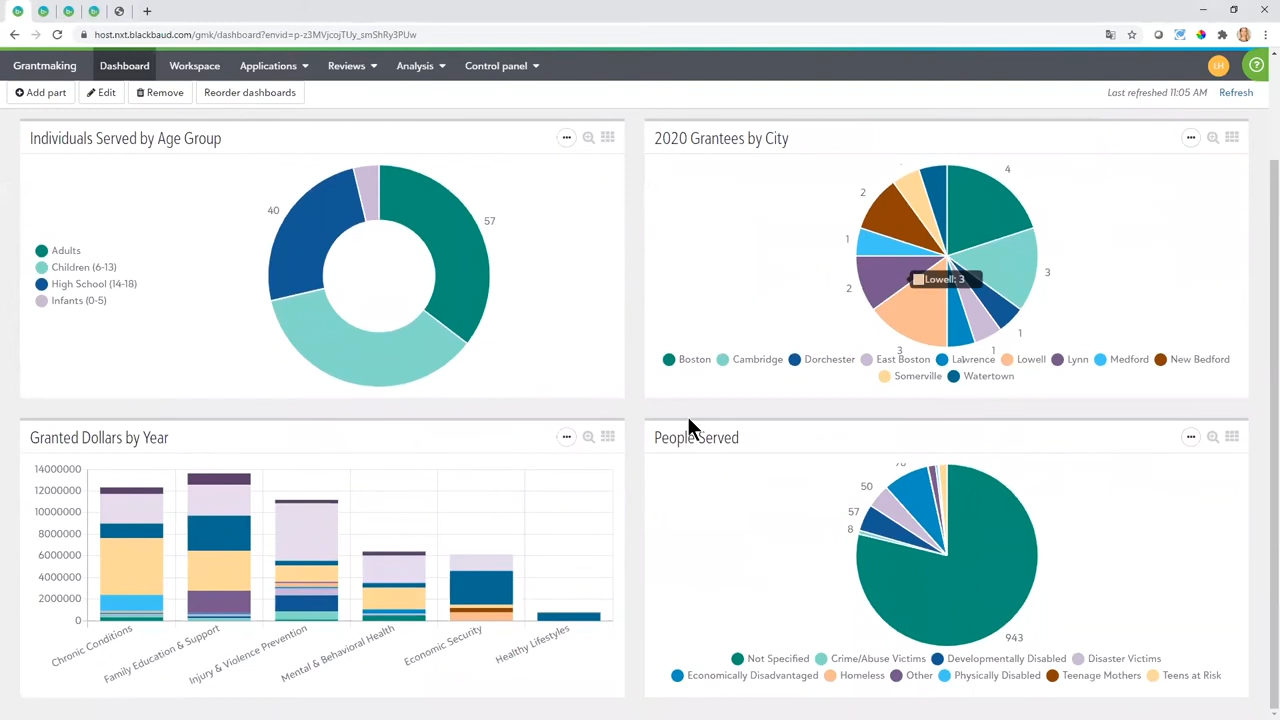 host.nxt.blackbaud.com/gmk/dashboard?envid=p-z3MVjcojTUy_smShRy3PUw
Grantmaking Dashboard Workspace Applications Reviews Analysis Control panel LH ?
Add part Edit Remove Reorder dashboards Last refreshed 11:05 AM Refresh
Individuals Served by Age Group
40
57
Adults
Children (6-13)
High School (14-18)
Infants (0-5)
2020 Grantees by City
4
2
1
3
2
Lowell: 3
1
3 1
Boston Cambridge Dorchester East Boston Lawrence Lowell Lynn Medford New Bedford
Somerville Watertown
Granted Dollars by Year
14000000
12000000
10000000
8000000
6000000
4000000
2000000
0
Chronic Conditions
Family Education & Support
Injury & Violence Prevention
Mental & Behavioral Health
Economic Security
Healthy Lifestyles
People Served
50
57
8
943
Not Specified Crime/Abuse Victims Developmentally Disabled Disaster Victims
Economically Disadvantaged Homeless Other Physically Disabled Teenage Mothers Teens at Risk